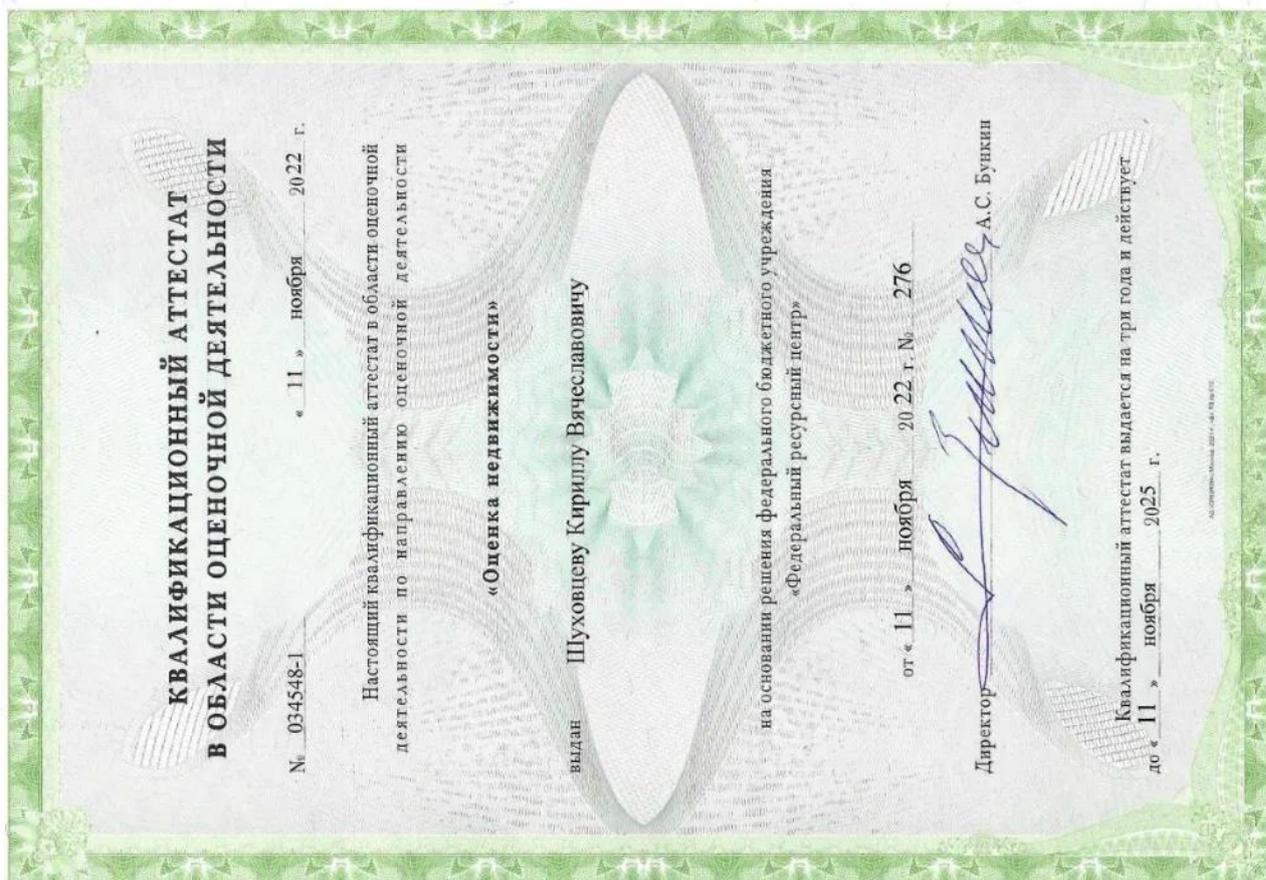 КВАЛИФИКАЦИОННЫЙ АТТЕСТАТ
В ОБЛАСТИ ОЦЕНОЧНОЙ ДЕЯТЕЛЬНОСТИ
№ 034548-1 « 11 » ноября 2022 г.
Настоящий квалификационный аттестат в области оценочной
деятельности по направлению оценочной деятельности
«Оценка недвижимости»
выдан Шуховцеву Кириллу Вячеславовичу
на основании решения федерального бюджетного учреждения
«Федеральный ресурсный центр»
от « 11 » ноября 20 22 г. № 276
Директор А.С. Бункин
Квалификационный аттестат выдается на три года и действует
до « 11 » ноября 2025 г.